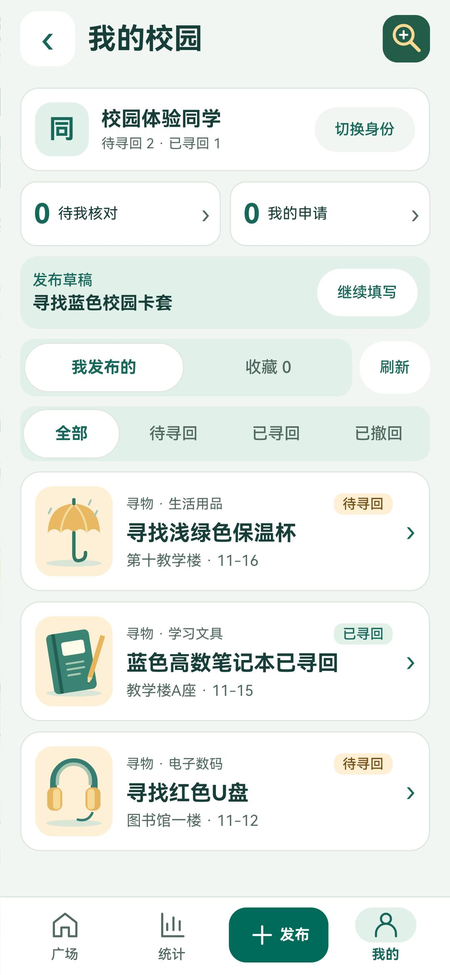 我的校园
同
校园体验同学
待寻回 2 · 已寻回 1
切换身份
0 待我核对
0 我的申请
发布草稿
寻找蓝色校园卡套
继续填写
我发布的
收藏 0
刷新
全部
待寻回
已寻回
已撤回
寻物 · 生活用品
待寻回
寻找浅绿色保温杯
第十教学楼 · 11-16
寻物 · 学习文具
已寻回
蓝色高数笔记本已寻回
教学楼A座 · 11-15
寻物 · 电子数码
待寻回
寻找红色U盘
图书馆一楼 · 11-12
广场
统计
发布
我的